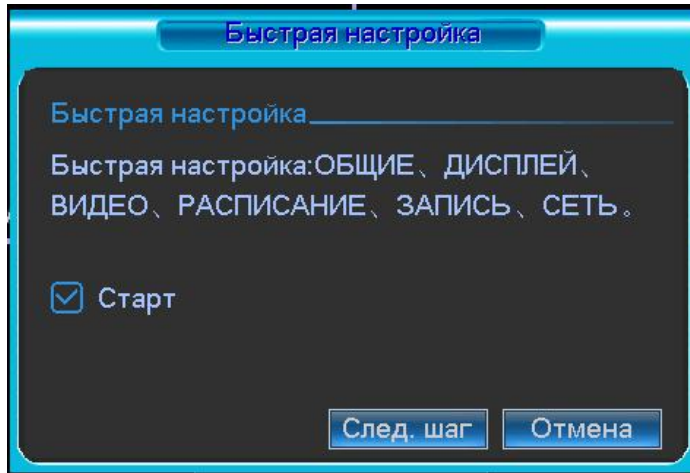 Быстрая настройка
Быстрая настройка
Быстрая настройка:ОБЩИЕ、ДИСПЛЕЙ、
ВИДЕО、РАСПИСАНИЕ、ЗАПИСЬ、СЕТЬ。
Старт
След. шаг Отмена